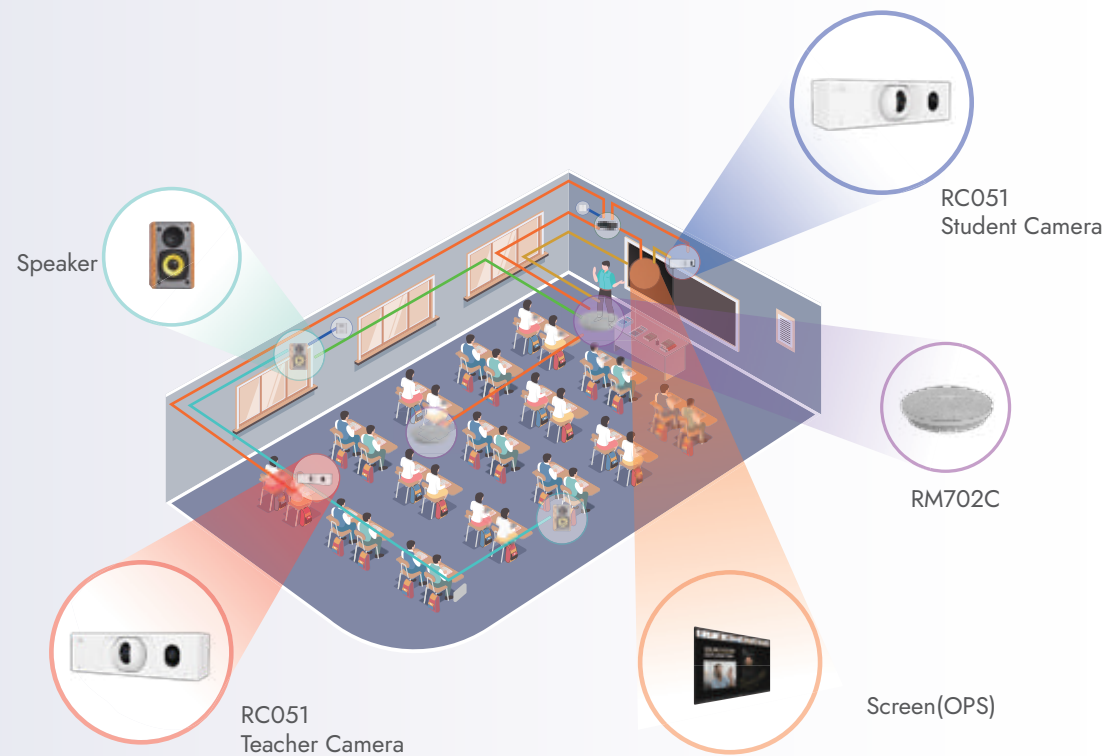 RC051
Student Camera
Speaker
RM702C
Screen(OPS)
RC051
Teacher Camera